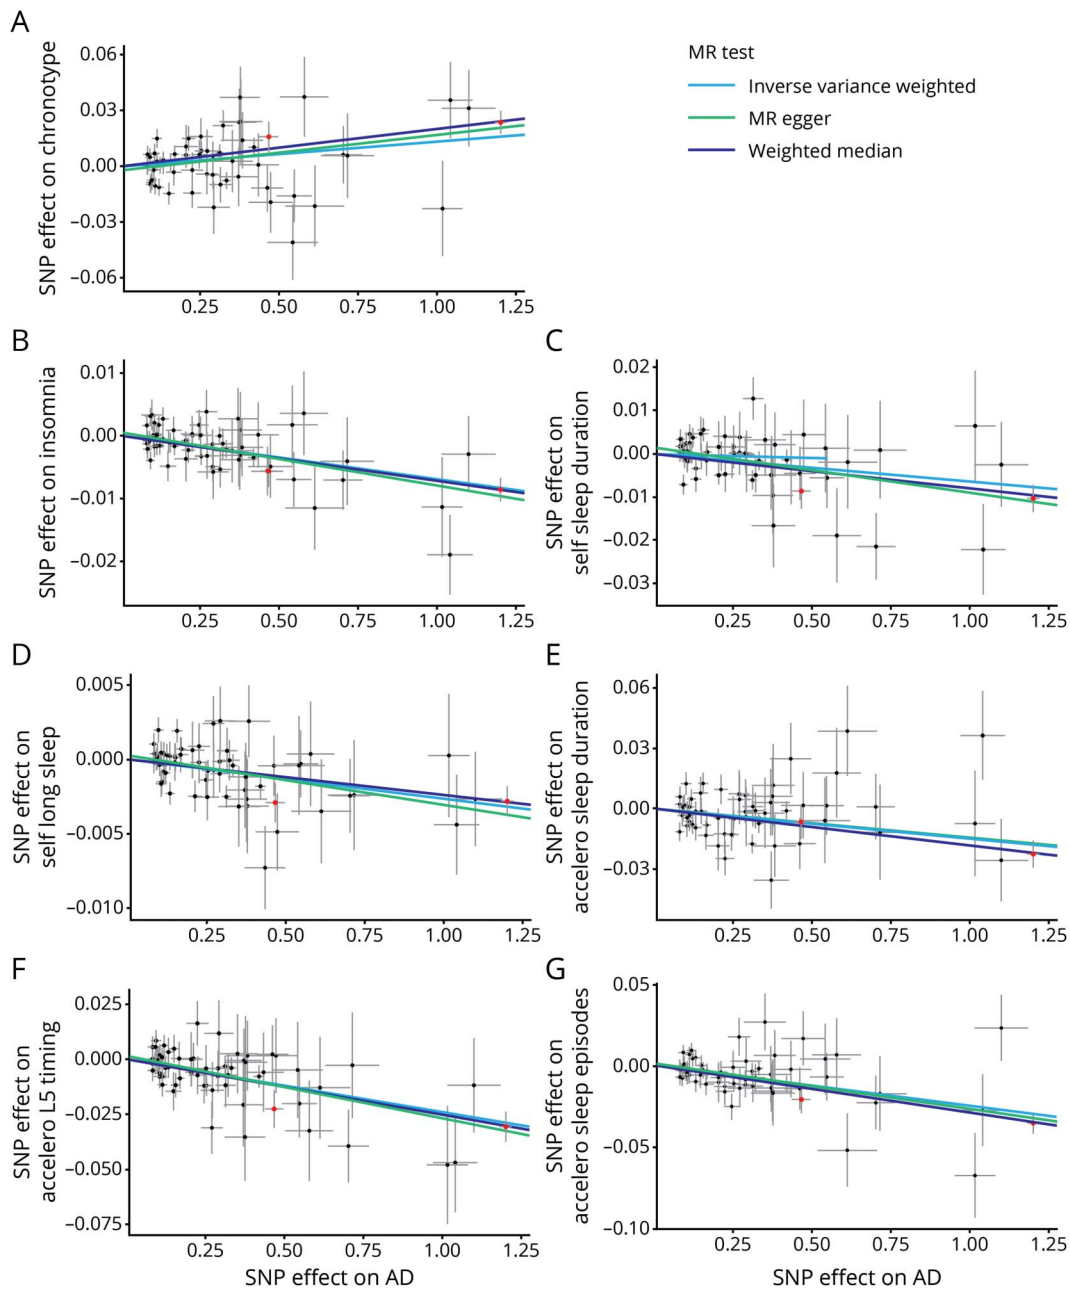 A
SNP effect on chronotype
0.06
0.03
0.00
−0.03
−0.06
0.25
0.50
0.75
1.00
1.25
MR test
Inverse variance weighted
MR egger
Weighted median
B
SNP effect on insomnia
0.01
0.00
−0.01
−0.02
0.25
0.50
0.75
1.00
1.25
C
SNP effect on
self sleep duration
0.02
0.01
0.00
−0.01
−0.02
−0.03
0.25
0.50
0.75
1.00
1.25
D
SNP effect on
self long sleep
0.005
0.000
−0.005
−0.010
0.25
0.50
0.75
1.00
1.25
E
SNP effect on
accelero sleep duration
0.06
0.03
0.00
−0.03
0.25
0.50
0.75
1.00
1.25
F
SNP effect on
accelero L5 timing
0.025
0.000
−0.025
−0.050
−0.075
0.25
0.50
0.75
1.00
1.25
SNP effect on AD
G
SNP effect on
accelero sleep episodes
0.05
0.00
−0.05
−0.10
0.25
0.50
0.75
1.00
1.25
SNP effect on AD